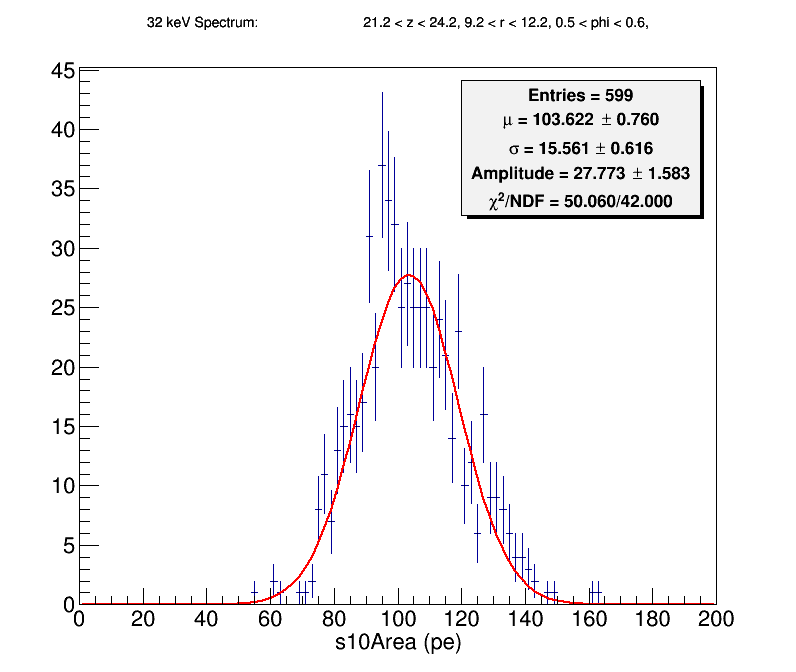 32 keV Spectrum: 21.2 < z < 24.2, 9.2 < r < 12.2, 0.5 < phi < 0.6,
Entries = 599
μ = 103.622 ± 0.760
σ = 15.561 ± 0.616
Amplitude = 27.773 ± 1.583
χ²/NDF = 50.060/42.000
45
40
35
30
25
20
15
10
5
0
0 20 40 60 80 100 120 140 160 180 200
s10Area (pe)